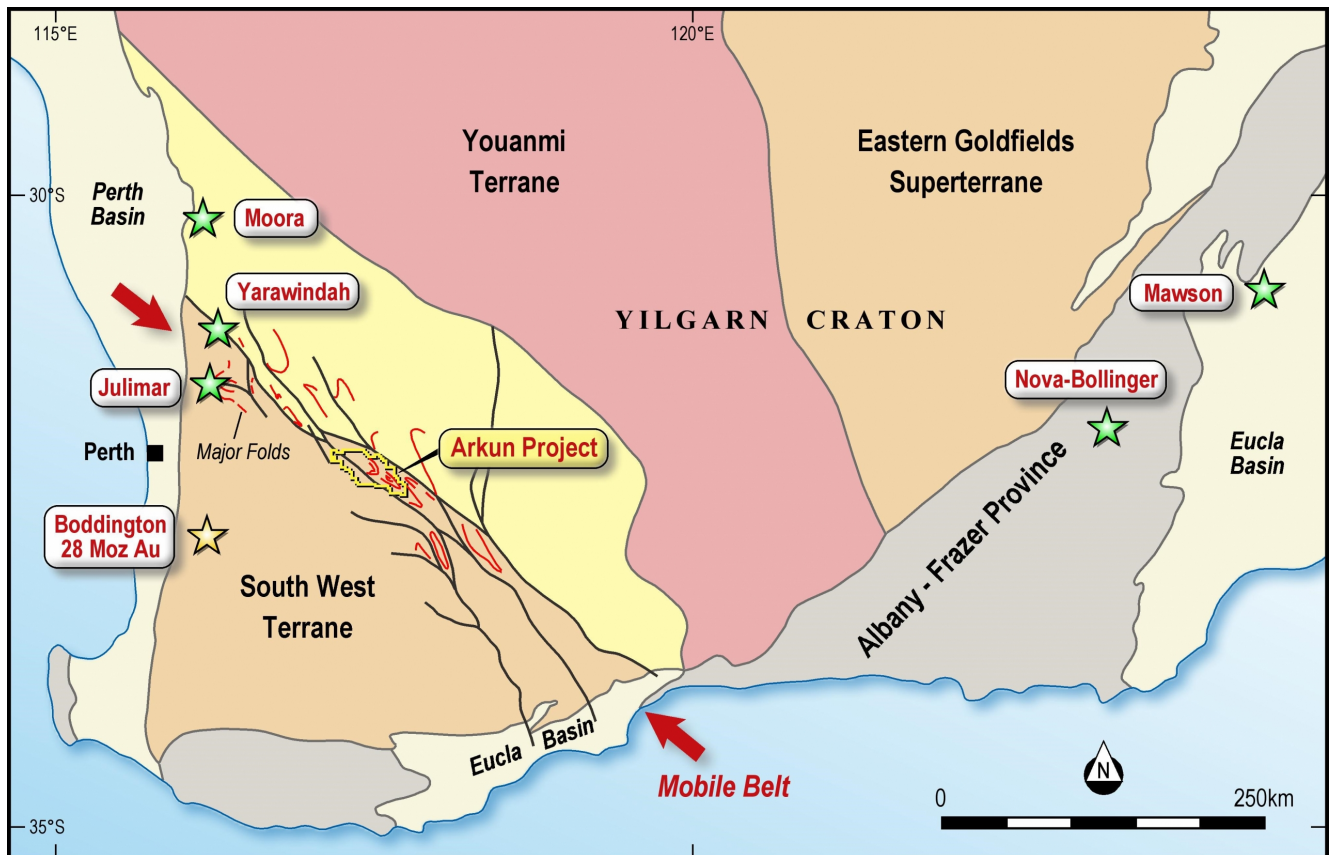 115°E
120°E
30°S
35°S
Perth
Basin
Youanmi
Terrane
Eastern Goldfields
Superterrane
Moora
Yarawindah
YILGARN CRATON
Mawson
Julimar
Nova-Bollinger
Perth
Major Folds
Arkun Project
Eucla
Basin
Boddington
28 Moz Au
South West
Terrane
Albany - Frazer Province
Eucla Basin
Mobile Belt
N
0 250km